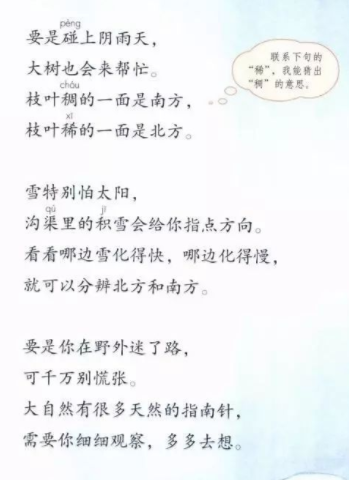 pèng
要是碰上阴雨天，
大树也会来帮忙。
chóu
枝叶稠的一面是南方，
xī
枝叶稀的一面是北方。
联系下句的
“稀”，我能猜出
“稠”的意思。
雪特别怕太阳，
qú jī
沟渠里的积雪会给你指点方向。
看看哪边雪化得快，哪边化得慢，
就可以分辨北方和南方。
要是你在野外迷了路，
可千万别慌张。
大自然有很多天然的指南针，
需要你细细观察，多多去想。